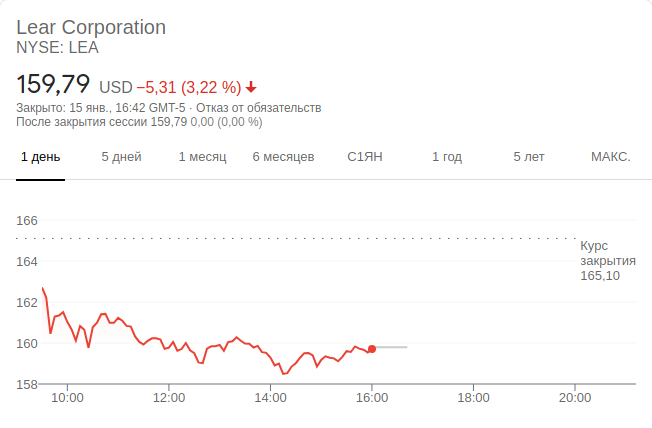 Lear Corporation
NYSE: LEA
159,79 USD −5,31 (3,22 %)
Закрыто: 15 янв., 16:42 GMT-5 · Отказ от обязательств
После закрытия сессии 159,79 0,00 (0,00 %)
1 день 5 дней 1 месяц 6 месяцев С1ЯН 1 год 5 лет МАКС.
166
Курс
закрытия
165,10
164
162
160
158
10:00 12:00 14:00 16:00 18:00 20:00